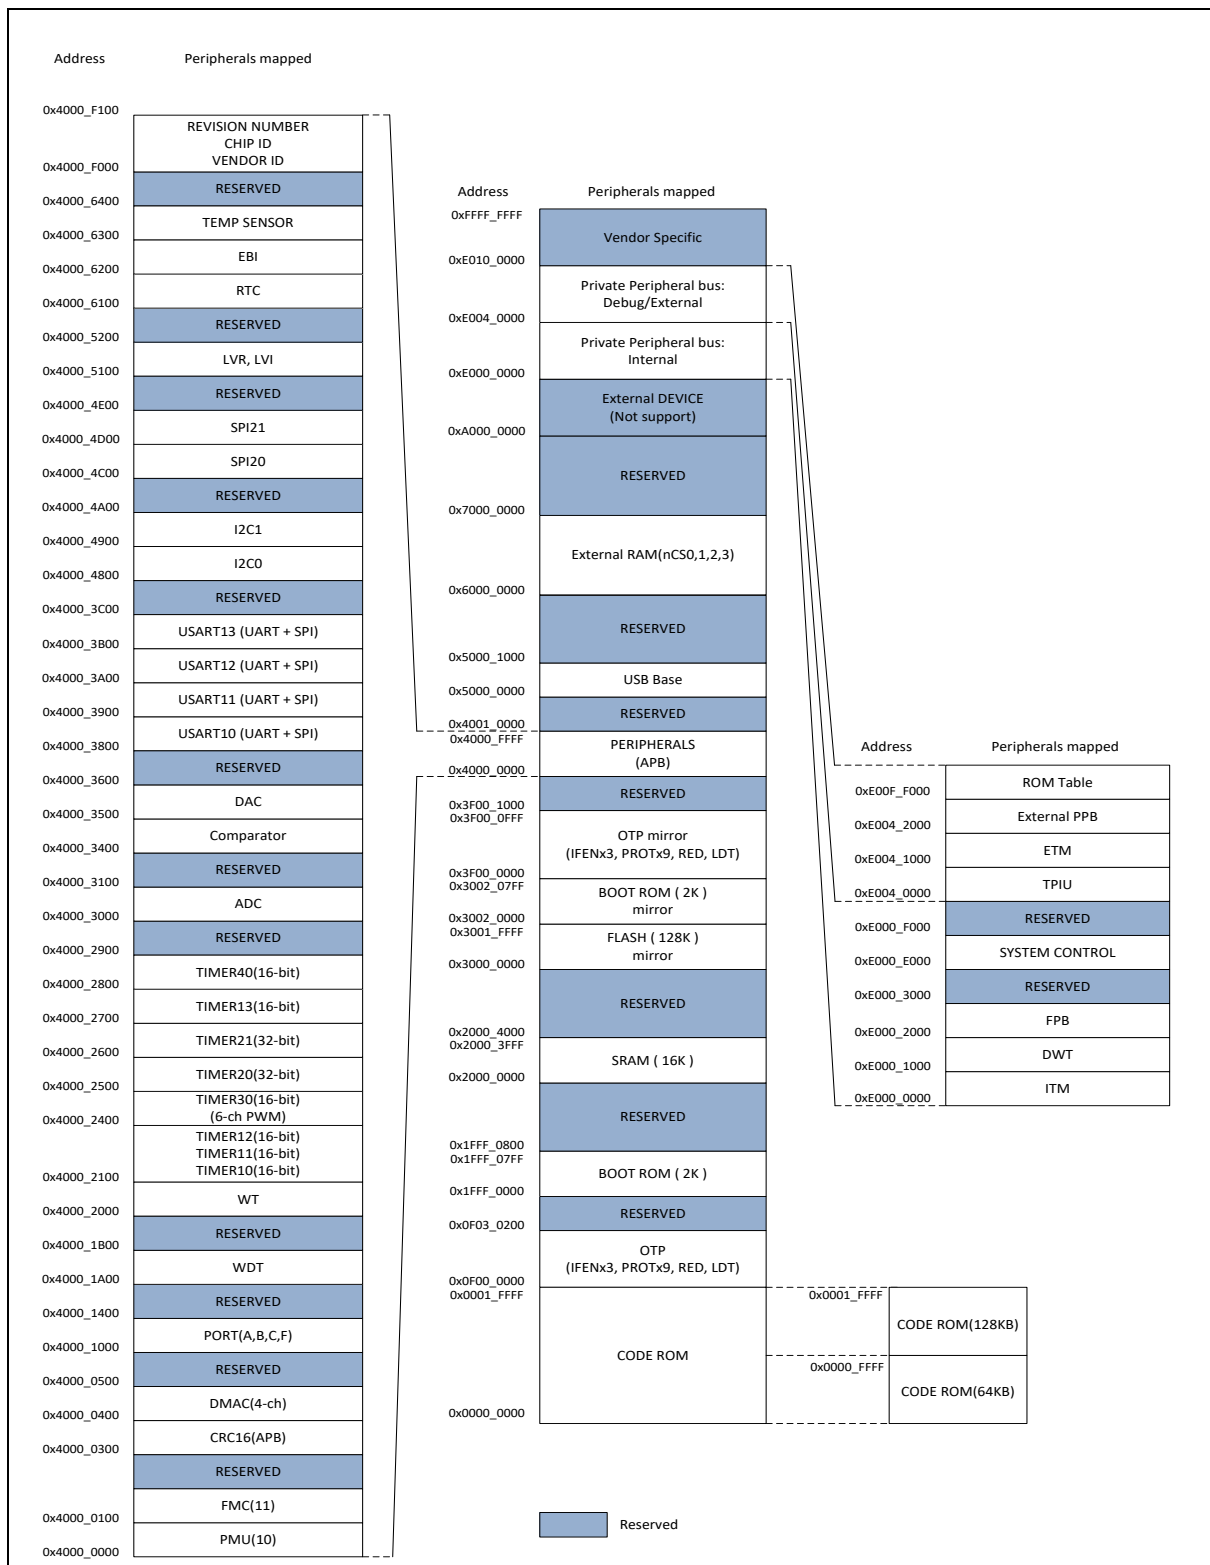 Address Peripherals mapped
0x4000_F100
REVISION NUMBER
CHIP ID
VENDOR ID
0x4000_F000
RESERVED
0x4000_6400
TEMP SENSOR
0x4000_6300
EBI
0x4000_6200
RTC
0x4000_6100
RESERVED
0x4000_5200
LVR, LVI
0x4000_5100
RESERVED
0x4000_4E00
SPI21
0x4000_4D00
SPI20
0x4000_4C00
RESERVED
0x4000_4A00
I2C1
0x4000_4900
I2C0
0x4000_4800
RESERVED
0x4000_3C00
USART13 (UART + SPI)
0x4000_3B00
USART12 (UART + SPI)
0x4000_3A00
USART11 (UART + SPI)
0x4000_3900
USART10 (UART + SPI)
0x4000_3800
RESERVED
0x4000_3600
DAC
0x4000_3500
Comparator
0x4000_3400
RESERVED
0x4000_3100
ADC
0x4000_3000
RESERVED
0x4000_2900
TIMER40(16-bit)
0x4000_2800
TIMER13(16-bit)
0x4000_2700
TIMER21(32-bit)
0x4000_2600
TIMER20(32-bit)
0x4000_2500
TIMER30(16-bit)
(6-ch PWM)
0x4000_2400
TIMER12(16-bit)
TIMER11(16-bit)
TIMER10(16-bit)
0x4000_2100
WT
0x4000_2000
RESERVED
0x4000_1B00
WDT
0x4000_1A00
RESERVED
0x4000_1400
PORT(A,B,C,F)
0x4000_1000
RESERVED
0x4000_0500
DMAC(4-ch)
0x4000_0400
CRC16(APB)
0x4000_0300
RESERVED
FMC(11)
0x4000_0100
PMU(10)
0x4000_0000
Address Peripherals mapped
0xFFFF_FFFF
Vendor Specific
0xE010_0000
Private Peripheral bus:
Debug/External
0xE004_0000
Private Peripheral bus:
Internal
0xE000_0000
External DEVICE
(Not support)
0xA000_0000
RESERVED
0x7000_0000
External RAM(nCS0,1,2,3)
0x6000_0000
RESERVED
0x5000_1000
USB Base
0x5000_0000
RESERVED
0x4001_0000
0x4000_FFFF
PERIPHERALS
(APB)
0x4000_0000
RESERVED
0x3F00_1000
0x3F00_0FFF
OTP mirror
(IFENx3, PROTx9, RED, LDT)
0x3F00_0000
0x3002_07FF
BOOT ROM ( 2K )
mirror
0x3002_0000
0x3001_FFFF
FLASH ( 128K )
mirror
0x3000_0000
RESERVED
0x2000_4000
0x2000_3FFF
SRAM ( 16K )
0x2000_0000
RESERVED
0x1FFF_0800
0x1FFF_07FF
BOOT ROM ( 2K )
0x1FFF_0000
RESERVED
0x0F03_0200
OTP
(IFENx3, PROTx9, RED, LDT)
0x0F00_0000
0x0001_FFFF
CODE ROM
0x0000_0000
0x0001_FFFF
CODE ROM(128KB)
0x0000_FFFF
CODE ROM(64KB)
Address Peripherals mapped
ROM Table
0xE00F_F000
External PPB
0xE004_2000
ETM
0xE004_1000
TPIU
0xE004_0000
RESERVED
0xE000_F000
SYSTEM CONTROL
0xE000_E000
RESERVED
0xE000_3000
FPB
0xE000_2000
DWT
0xE000_1000
ITM
0xE000_0000
Reserved